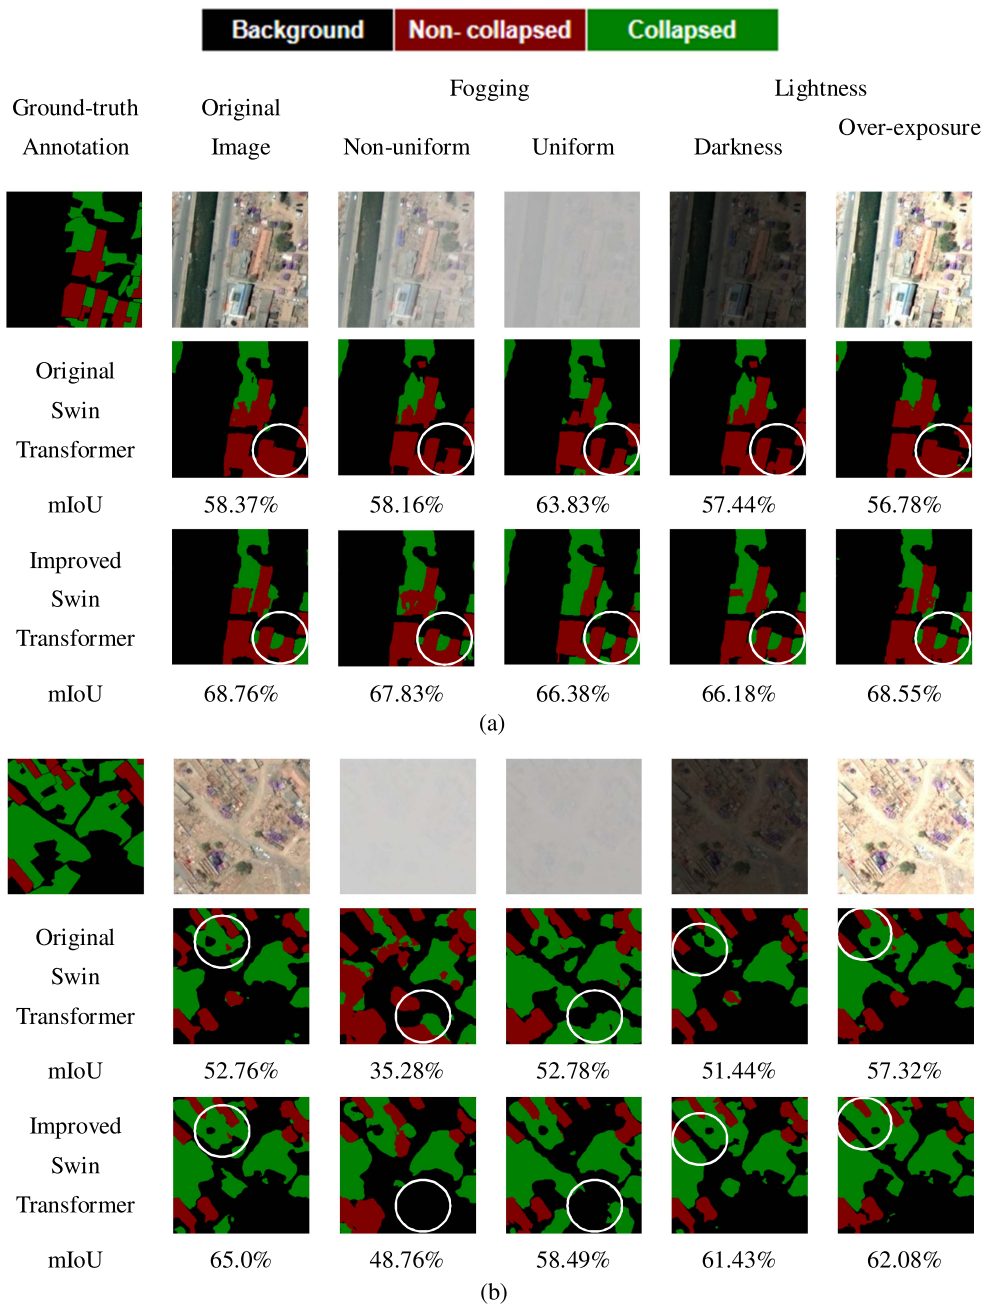 Background Non- collapsed Collapsed
Fogging Lightness
Ground-truth Original Over-exposure
Annotation Image Non-uniform Uniform Darkness
Original
Swin
Transformer
mIoU 58.37% 58.16% 63.83% 57.44% 56.78%
Improved
Swin
Transformer
mIoU 68.76% 67.83% 66.38% 66.18% 68.55%
(a)
Original
Swin
Transformer
mIoU 52.76% 35.28% 52.78% 51.44% 57.32%
Improved
Swin
Transformer
mIoU 65.0% 48.76% 58.49% 61.43% 62.08%
(b)